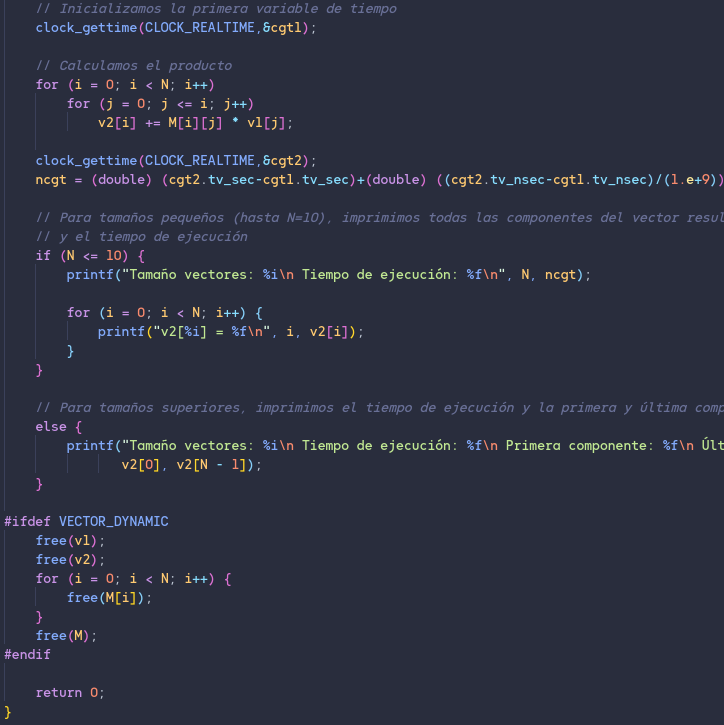 // Inicializamos la primera variable de tiempo
clock_gettime(CLOCK_REALTIME,&cgt1);
// Calculamos el producto
for (i = 0; i < N; i++)
for (j = 0; j <= i; j++)
v2[i] += M[i][j] * v1[j];
clock_gettime(CLOCK_REALTIME,&cgt2);
ncgt = (double) (cgt2.tv_sec-cgt1.tv_sec)+(double) ((cgt2.tv_nsec-cgt1.tv_nsec)/(1.e+9))
// Para tamaños pequeños (hasta N=10), imprimimos todas las componentes del vector resul
// y el tiempo de ejecución
if (N <= 10) {
printf("Tamaño vectores: %i\n Tiempo de ejecución: %f\n", N, ncgt);
for (i = 0; i < N; i++) {
printf("v2[%i] = %f\n", i, v2[i]);
}
}
// Para tamaños superiores, imprimimos el tiempo de ejecución y la primera y última comp
else {
printf("Tamaño vectores: %i\n Tiempo de ejecución: %f\n Primera componente: %f\n Últ
v2[0], v2[N - 1]);
}
#ifdef VECTOR_DYNAMIC
free(v1);
free(v2);
for (i = 0; i < N; i++) {
free(M[i]);
}
free(M);
#endif
return 0;
}